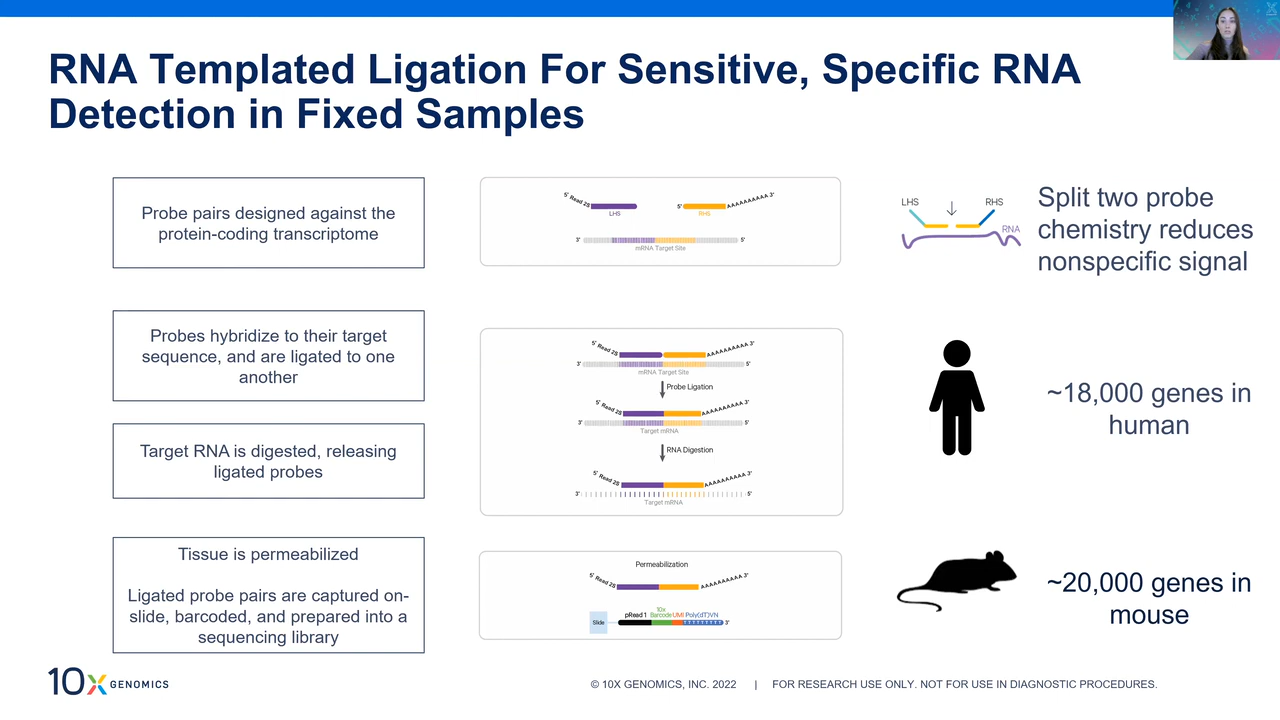 RNA Templated Ligation For Sensitive, Specific RNA
Detection in Fixed Samples
Probe pairs designed against the
protein-coding transcriptome
5' Read 2S
LHS
5'
RHS
AAAAAAAAAA 3'
3'
5'
mRNA Target Site
LHS
RHS
RNA
Split two probe
chemistry reduces
nonspecific signal
Probes hybridize to their target
sequence, and are ligated to one
another
Target RNA is digested, releasing
ligated probes
5' Read 2S
AAAAAAAAAA 3'
3'
5'
mRNA Target Site
Probe Ligation
5' Read 2S
AAAAAAAAAA 3'
3'
5'
Target mRNA
RNA Digestion
5' Read 2S
AAAAAAAAAA 3'
3'
5'
Target mRNA
~18,000 genes in
human
Tissue is permeabilized
Ligated probe pairs are captured on-
slide, barcoded, and prepared into a
sequencing library
Permeabilization
5' Read 2S
AAAAAAAAAA 3'
Slide
pRead 1
10x
Barcode
UMI
Poly(dT)VN
TTTTTTTTT
3'
~20,000 genes in
mouse
10x GENOMICS
© 10X GENOMICS, INC. 2022 | FOR RESEARCH USE ONLY. NOT FOR USE IN DIAGNOSTIC PROCEDURES.